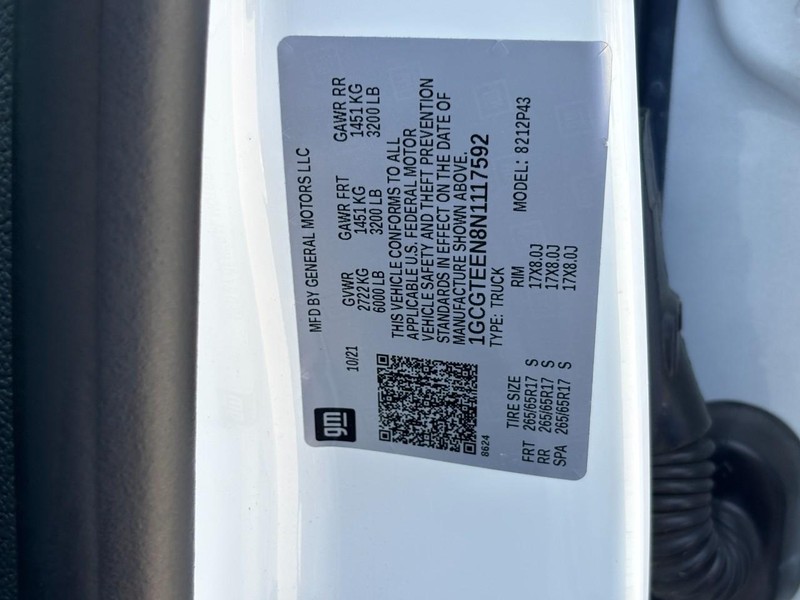 gm
MFD BY GENERAL MOTORS LLC
10/21
GVWR GAWR FRT GAWR RR
2722 KG 1451 KG 1451 KG
6000 LB 3200 LB 3200 LB
THIS VEHICLE CONFORMS TO ALL
APPLICABLE U.S. FEDERAL MOTOR
VEHICLE SAFETY AND THEFT PREVENTION
STANDARDS IN EFFECT ON THE DATE OF
MANUFACTURE SHOWN ABOVE.
1GCGTEEN8N1117592
8624
TYPE: TRUCK
MODEL: 8212P43
TIRE SIZE RIM
FRT 265/65R17 S 17X8.0J
RR 265/65R17 S 17X8.0J
SPA 265/65R17 S 17X8.0J